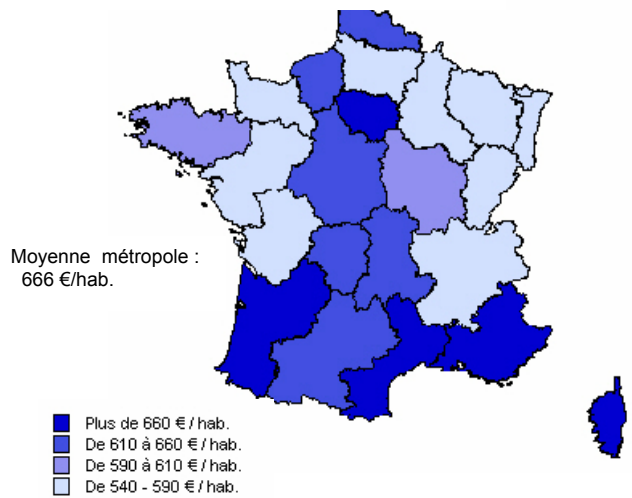 Moyenne métropole :
666 €/hab.
Plus de 660 € / hab.
De 610 à 660 € / hab.
De 590 à 610 € / hab.
De 540 - 590 € / hab.